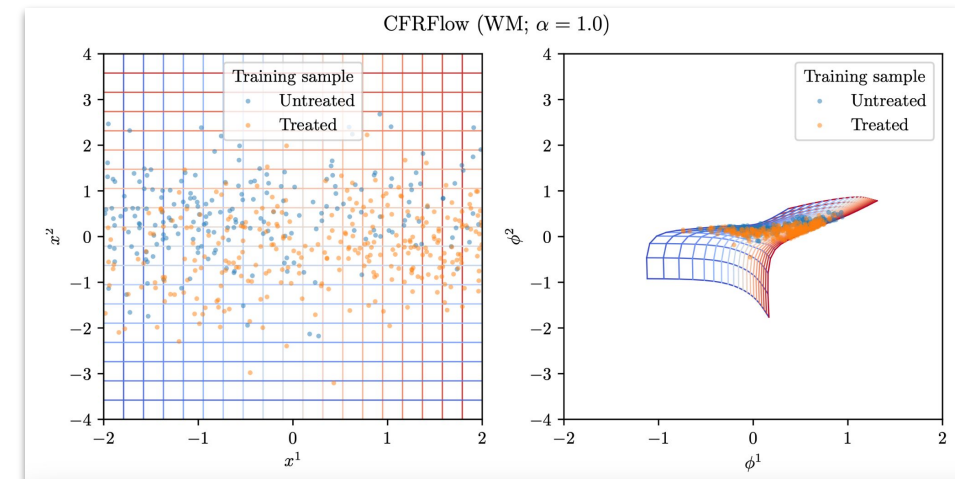 CFRFlow (WM; α = 1.0)
Training sample
Untreated
Treated
4
3
2
1
0
−1
−2
−3
−4
x²
−2
−1
0
1
2
x¹
Training sample
Untreated
Treated
4
3
2
1
0
−1
−2
−3
−4
ϕ²
−2
−1
0
1
2
ϕ¹